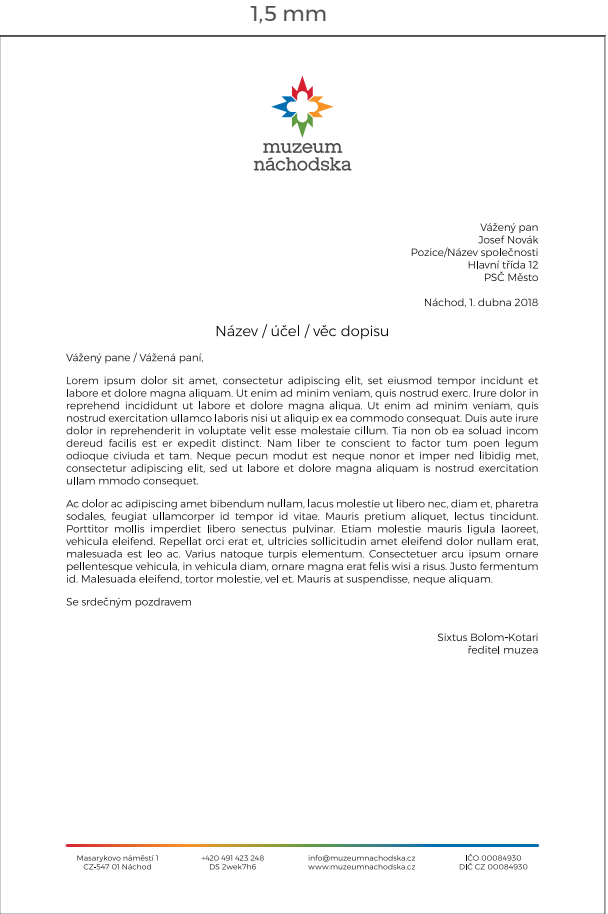 1,5 mm
muzeum
náchodska
Vážený pan
Josef Novák
Pozice/Název společnosti
Hlavní třída 12
PSČ Město
Náchod, 1. dubna 2018
Název / účel / věc dopisu
Vážený pane / Vážená paní,
Lorem ipsum dolor sit amet, consectetur adipiscing elit, set eiusmod tempor incidunt et
labore et dolore magna aliquam. Ut enim ad minim veniam, quis nostrud exerc. Irure dolor in
reprehend incididunt ut labore et dolore magna aliqua. Ut enim ad minim veniam, quis
nostrud exercitation ullamco laboris nisi ut aliquip ex ea commodo consequat. Duis aute irure
dolor in reprehenderit in voluptate velit esse molestaie cillum. Tia non ob ea soluad incom
dereud facilis est er expedit distinct. Nam liber te conscient to factor tum poen legum
odioque civiuda et tam. Neque pecun modut est neque nonor et imper ned libidig met,
consectetur adipiscing elit, sed ut labore et dolore magna aliquam is nostrud exercitation
ullam mmodo consequet.
Ac dolor ac adipiscing amet bibendum nullam, lacus molestie ut libero nec, diam et, pharetra
sodales, feugiat ullamcorper id tempor id vitae. Mauris pretium aliquet, lectus tincidunt.
Porttitor mollis imperdiet libero senectus pulvinar. Etiam molestie mauris ligula laoreet,
vehicula eleifend. Repellat orci erat et, ultricies sollicitudin amet eleifend dolor nullam erat,
malesuada est leo ac. Varius natoque turpis elementum. Consectetuer arcu ipsum ornare
pellentesque vehicula, in vehicula diam, ornare magna erat felis wisi a risus. Justo fermentum
id. Malesuada eleifend, tortor molestie, vel et. Mauris at suspendisse, neque aliquam.
Se srdečným pozdravem
Sixtus Bolom-Kotari
ředitel muzea
Masarykovo náměstí 1
CZ-547 01 Náchod
+420 491 423 248
DS 2wek7h6
info@muzeumnachodska.cz
www.muzeumnachodska.cz
IČO 00084930
DIČ CZ 00084930